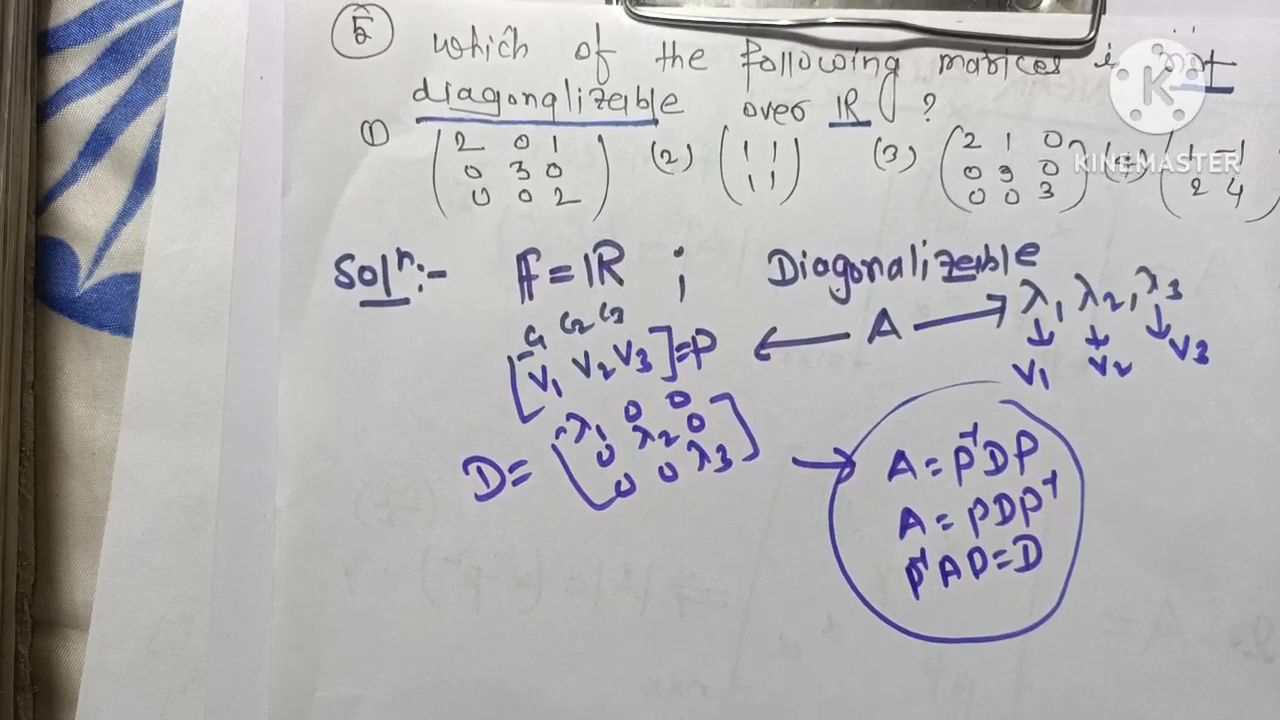 5 which of the following matrices is not
diagonalizable over IR ?
① (2 0 1 (2) (1 1 (3) (2 1 0
0 3 0 1 1) 0 3 0
0 0 2) 0 0 3) 2 4)
KINEMASTER
Solⁿ:- F = IR ; Diagonalizable
C1 C2 C3 A → λ1, λ2, λ3
[V1 V2 V3] = P ← V1 V2 V3
D = [λ1 0 0
0 λ2 0
0 0 λ3] →
A = P⁻¹DP
A = PDP⁻¹
P⁻¹AP = D